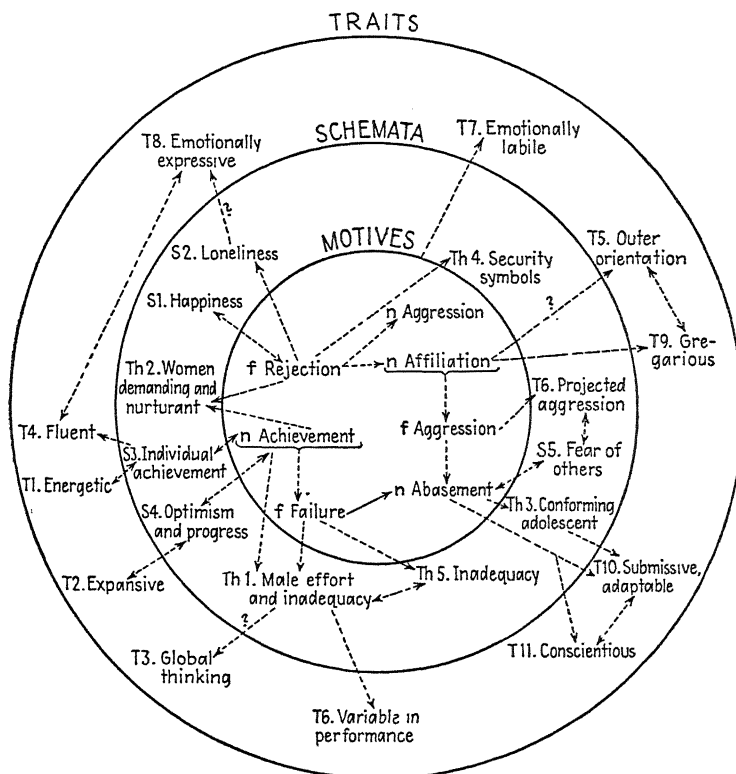 TRAITS
SCHEMATA
MOTIVES
T8. Emotionally
expressive
T7. Emotionally
labile
?
S2. Loneliness
Th 4. Security
symbols
T5. Outer
orientation
S1. Happiness
n Aggression
?
T9. Gre-
garious
f Rejection
n Affiliation
Th 2. Women
demanding and
nurturant
T6. Projected
aggression
T4. Fluent
n Achievement
f Aggression
S3. Individual
achievement
S5. Fear of
others
T1. Energetic
n Abasement
S4. Optimism
and progress
f Failure
Th 3. Conforming
adolescent
T2. Expansive
Th 1. Male effort
and inadequacy
Th 5. Inadequacy
T10. Submissive,
adaptable
?
T3. Global
thinking
T11. Conscientious
T6. Variable in
performance